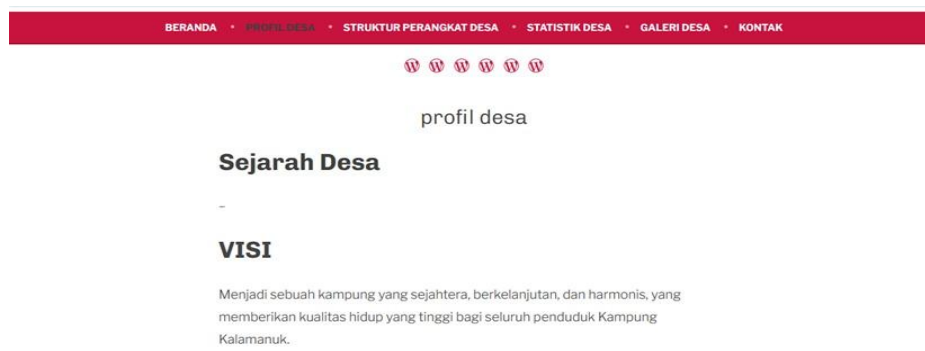 BERANDA • PROFIL DESA • STRUKTUR PERANGKAT DESA • STATISTIK DESA • GALERI DESA • KONTAK
profil desa
Sejarah Desa
–
VISI
Menjadi sebuah kampung yang sejahtera, berkelanjutan, dan harmonis, yang
memberikan kualitas hidup yang tinggi bagi seluruh penduduk Kampung
Kalamanuk.